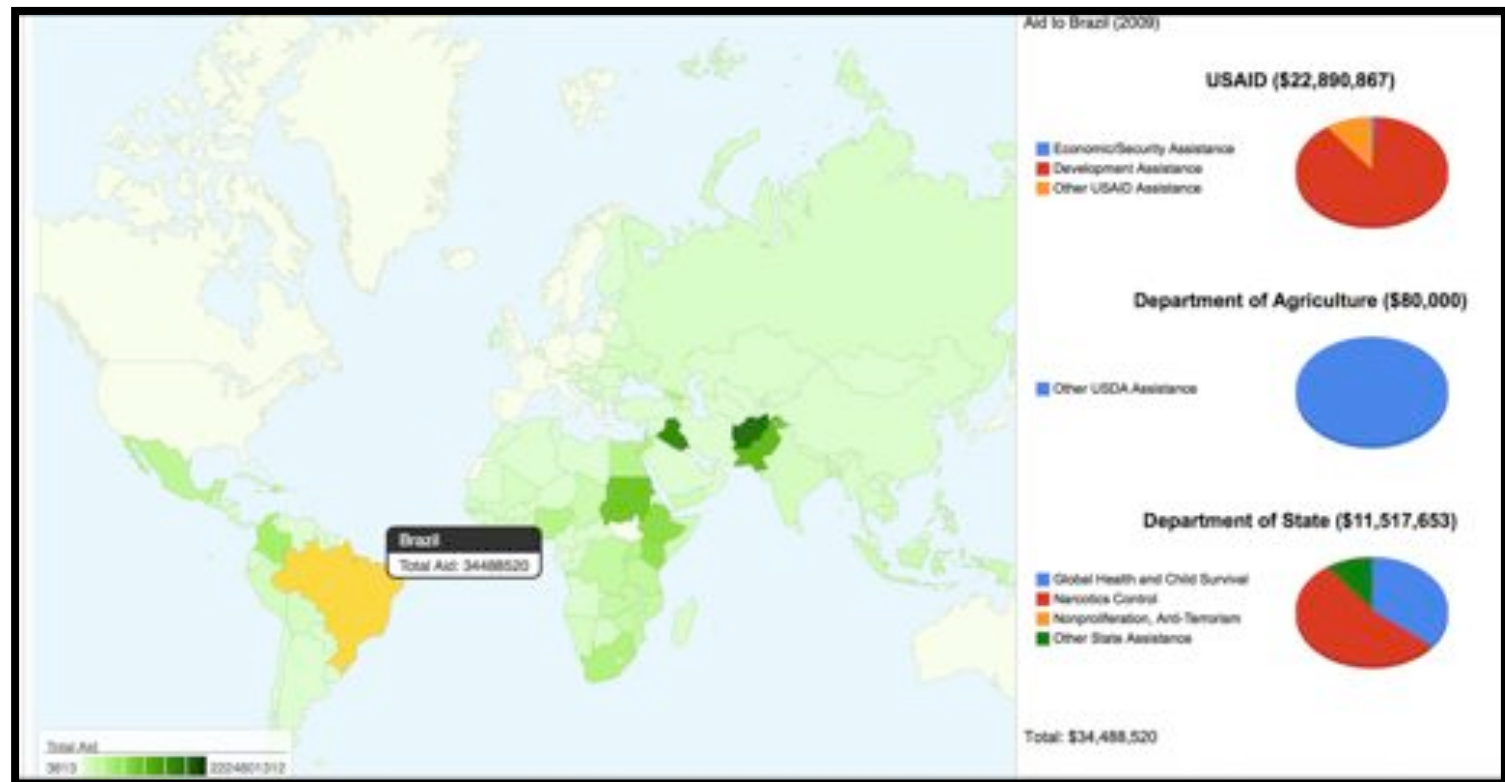 Aid to Brazil (2009)
USAID ($22,890,867)
Economic/Security Assistance
Development Assistance
Other USAID Assistance
Department of Agriculture ($80,000)
Other USDA Assistance
Brazil
Total Aid: 34488520
Department of State ($11,517,653)
Global Health and Child Survival
Narcotics Control
Nonproliferation, Anti-Terrorism
Other State Assistance
Total: $34,488,520
Total Aid
3613 2224601312